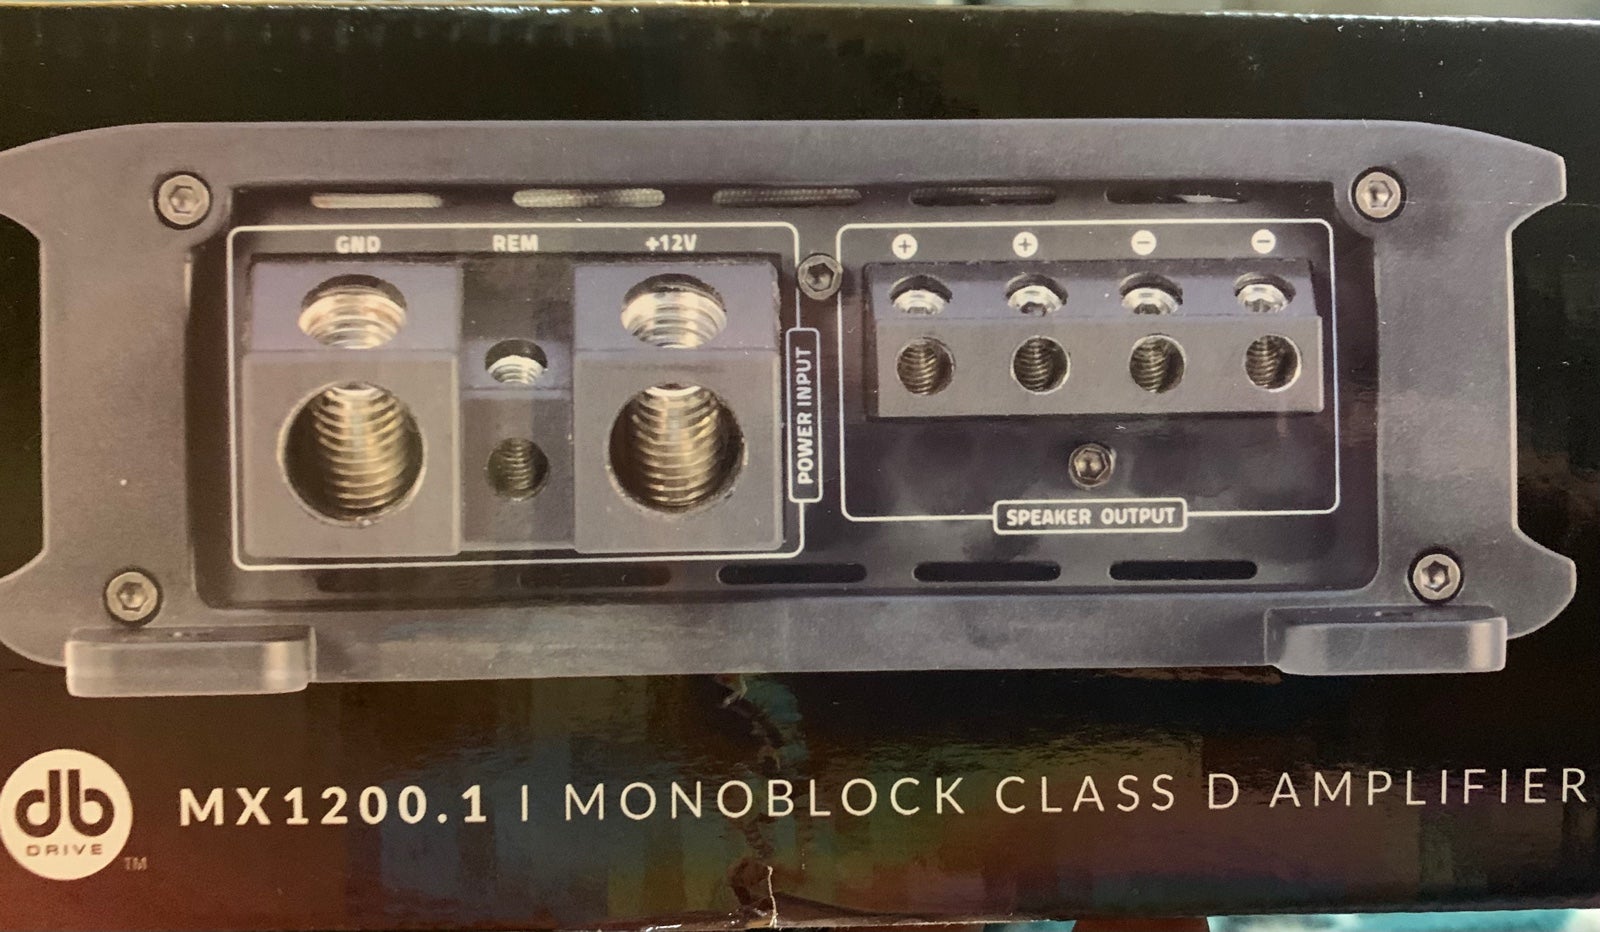 GND REM +12V
⊕ ⊕ ⊖ ⊖
POWER INPUT
SPEAKER OUTPUT
db
DRIVE
TM
MX1200.1 | MONOBLOCK CLASS D AMPLIFIER